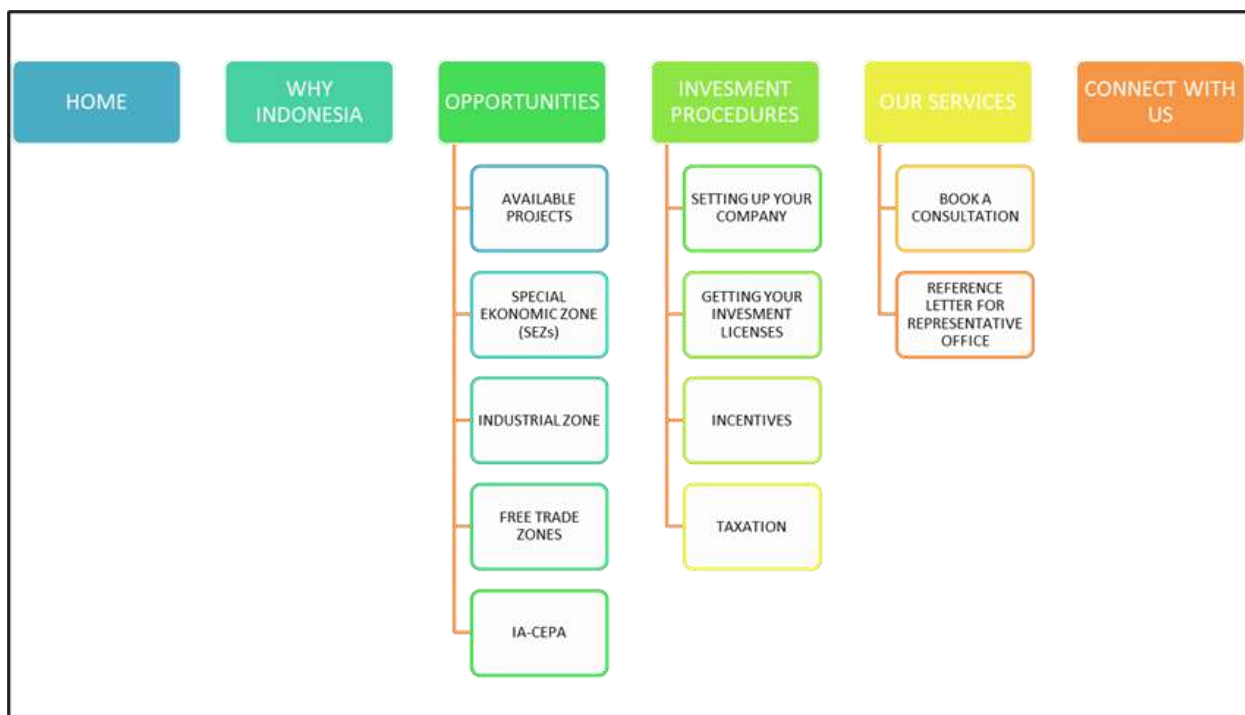 HOME
WHY
INDONESIA
OPPORTUNITIES
INVESMENT
PROCEDURES
OUR SERVICES
CONNECT WITH
US
AVAILABLE
PROJECTS
SPECIAL
EKONOMIC ZONE
(SEZs)
INDUSTRIAL ZONE
FREE TRADE
ZONES
IA-CEPA
SETTING UP YOUR
COMPANY
GETTING YOUR
INVESMENT
LICENSES
INCENTIVES
TAXATION
BOOK A
CONSULTATION
REFERENCE
LETTER FOR
REPRESENTATIVE
OFFICE